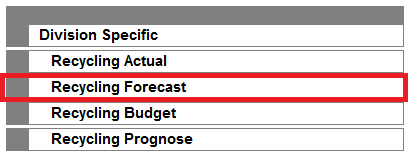 Division Specific
Recycling Actual
Recycling Forecast
Recycling Budget
Recycling Prognose